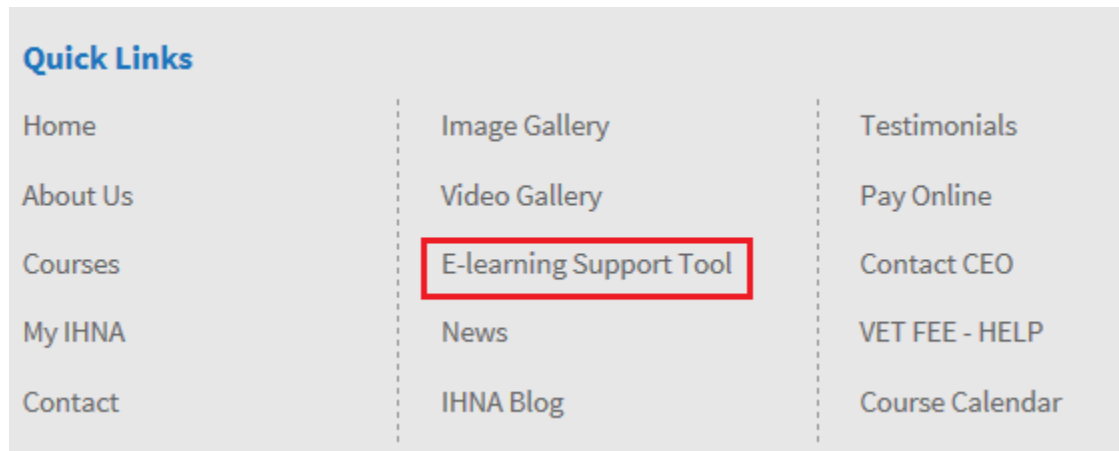 Quick Links
Home
About Us
Courses
My IHNA
Contact
Image Gallery
Video Gallery
E-learning Support Tool
News
IHNA Blog
Testimonials
Pay Online
Contact CEO
VET FEE - HELP
Course Calendar